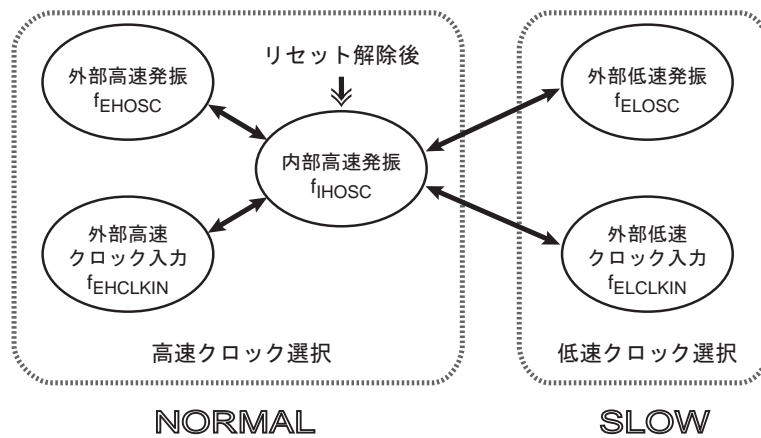 リセット解除後
外部高速発振
fEHOSC
内部高速発振
fIHOSC
外部高速
クロック入力
fEHCLKIN
高速クロック選択
NORMAL
外部低速発振
fELOSC
外部低速
クロック入力
fELCLKIN
低速クロック選択
SLOW